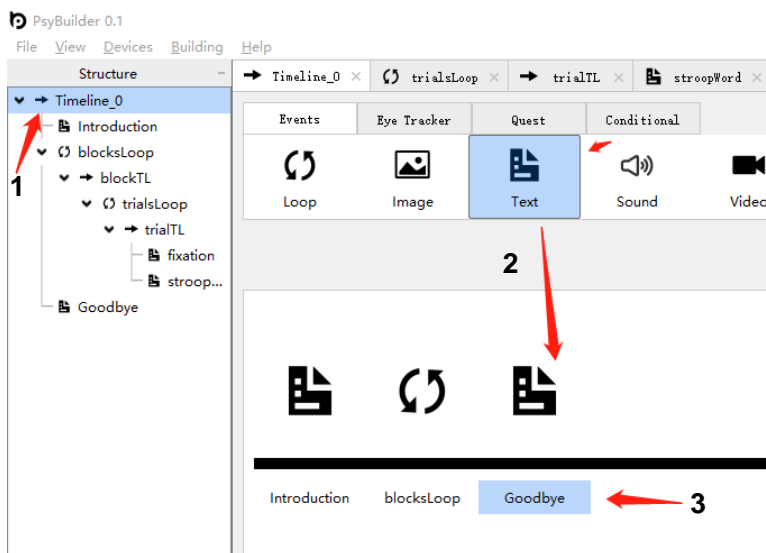 PsyBuilder 0.1
File View Devices Building Help
Structure
Timeline_0 × trialsLoop × trialTL × stroopWord ×
Timeline_0
Introduction
blocksLoop
blockTL
trialsLoop
trialTL
fixation
stroop...
Goodbye
Events Eye Tracker Quest Conditional
Loop Image Text Sound Video
1
2
Introduction blocksLoop Goodbye
3